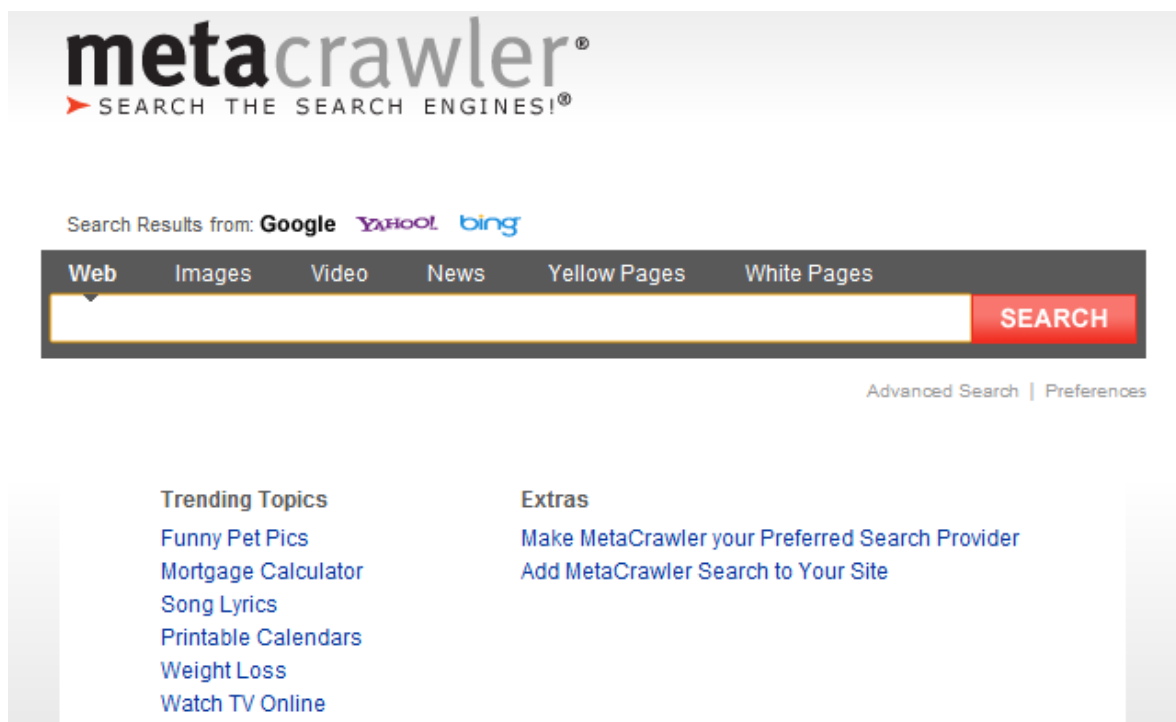 metacrawler®
SEARCH THE SEARCH ENGINES!®
Search Results from: Google YAHOO! bing
Web Images Video News Yellow Pages White Pages
SEARCH
Advanced Search | Preferences
Trending Topics
Funny Pet Pics
Mortgage Calculator
Song Lyrics
Printable Calendars
Weight Loss
Watch TV Online
Extras
Make MetaCrawler your Preferred Search Provider
Add MetaCrawler Search to Your Site